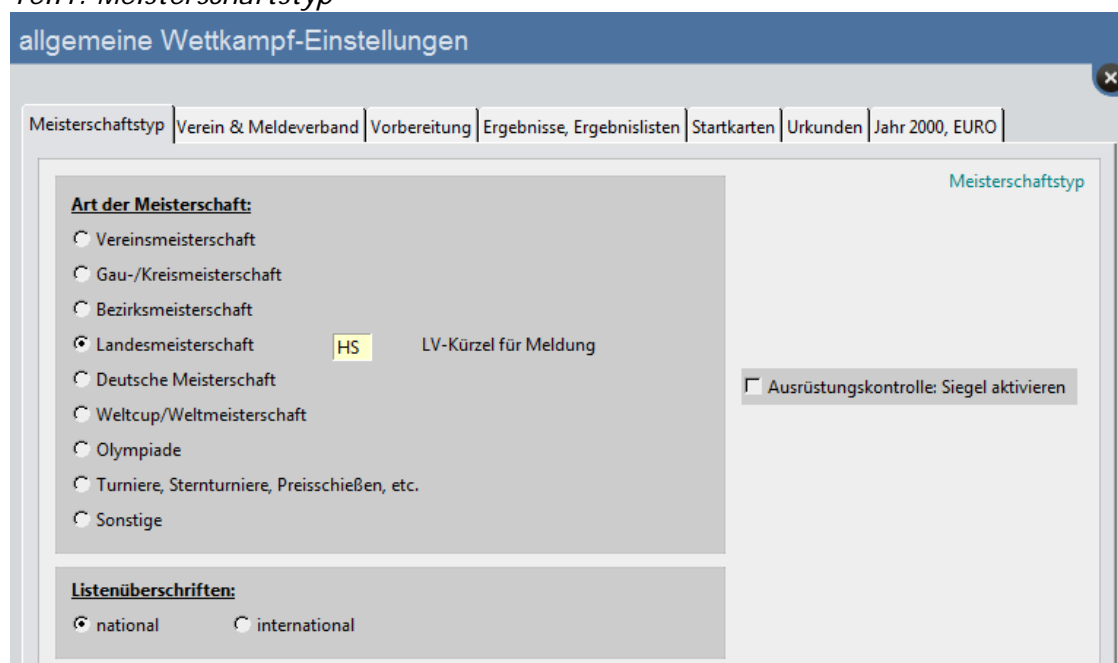 Teil1: Meisterschaftstyp
allgemeine Wettkampf-Einstellungen
Meisterschaftstyp Verein & Meldeverband Vorbereitung Ergebnisse, Ergebnislisten Startkarten Urkunden Jahr 2000, EURO
Meisterschaftstyp
Art der Meisterschaft:
Vereinsmeisterschaft
Gau-/Kreismeisterschaft
Bezirksmeisterschaft
Landesmeisterschaft HS LV-Kürzel für Meldung
Deutsche Meisterschaft
Ausrüstungskontrolle: Siegel aktivieren
Weltcup/Weltmeisterschaft
Olympiade
Turniere, Sternturniere, Preisschießen, etc.
Sonstige
Listenüberschriften:
national international